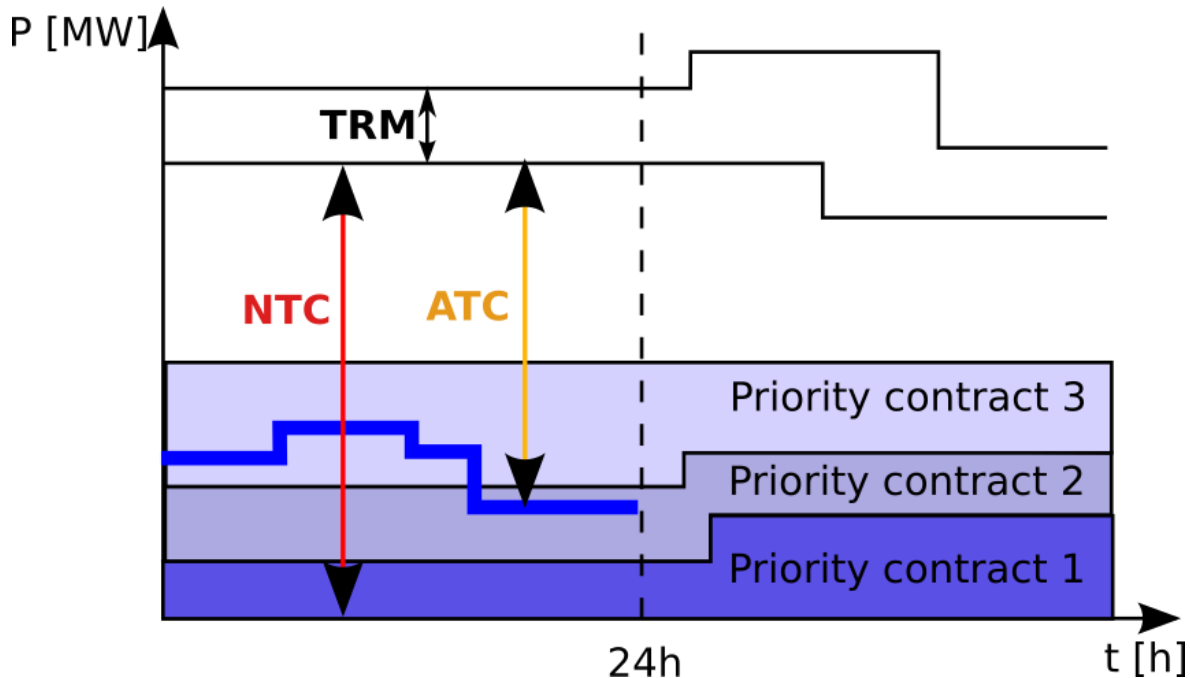 P [MW]
TRM
NTC
ATC
Priority contract 3
Priority contract 2
Priority contract 1
24h
t [h]